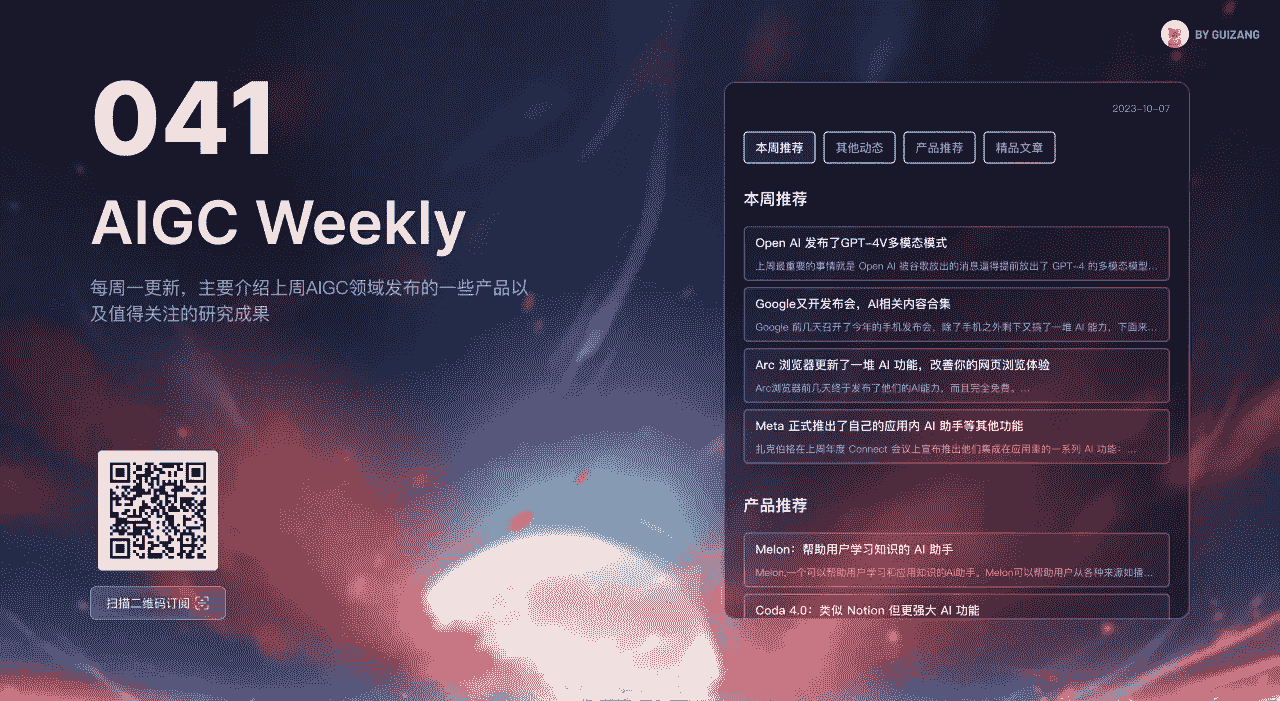 BY GUIZANG
041
AIGC Weekly
每周一更新，主要介绍上周AIGC领域发布的一些产品以
及值得关注的研究成果
扫描二维码订阅
2023-10-07
本周推荐
其他动态
产品推荐
精品文章
本周推荐
Open AI 发布了GPT-4V多模态模式
上周最重要的事情就是 Open AI 被谷歌放出的消息逼得提前放出了 GPT-4 的多模态模型...
Google又开发布会，AI相关内容合集
Google 前几天召开了今年的手机发布会，除了手机之外剩下又搞了一堆 AI 能力，下面来...
Arc 浏览器更新了一堆 AI 功能，改善你的网页浏览体验
Arc浏览器前几天终于发布了他们的AI能力，而且完全免费。...
Meta 正式推出了自己的应用内 AI 助手等其他功能
扎克伯格在上周年度 Connect 会议上宣布推出他们集成在应用里的一系列 AI 功能： ...
产品推荐
Melon：帮助用户学习知识的 AI 助手
Melon,一个可以帮助用户学习和应用知识的AI助手。Melon可以帮助用户从各种来源如播...
Coda 4.0：类似 Notion 但更强大 AI 功能